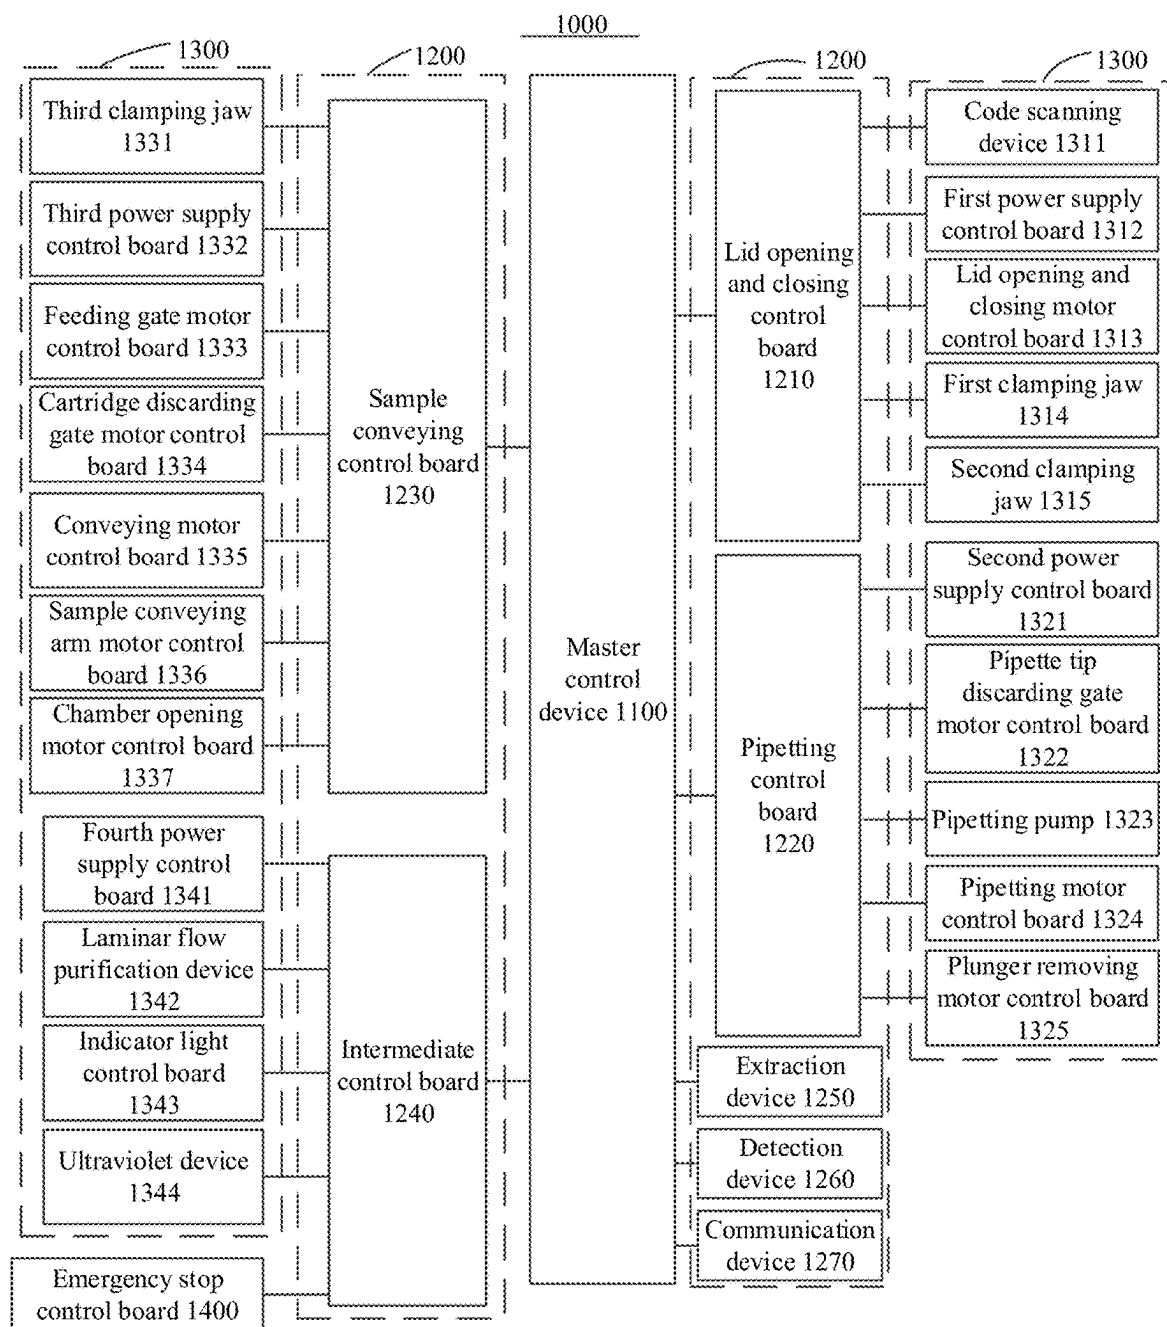 1000
1300
1200
1200
1300
Third clamping jaw
1331
Third power supply
control board 1332
Feeding gate motor
control board 1333
Cartridge discarding
gate motor control
board 1334
Conveying motor
control board 1335
Sample conveying
arm motor control
board 1336
Chamber opening
motor control board
1337
Fourth power
supply control
board 1341
Laminar flow
purification device
1342
Indicator light
control board
1343
Ultraviolet device
1344
Emergency stop
control board 1400
Sample
conveying
control board
1230
Intermediate
control board
1240
Master
control
device 1100
Lid opening
and closing
control
board
1210
Pipetting
control
board
1220
Extraction
device 1250
Detection
device 1260
Communication
device 1270
Code scanning
device 1311
First power supply
control board 1312
Lid opening and
closing motor
control board 1313
First clamping jaw
1314
Second clamping
jaw 1315
Second power
supply control board
1321
Pipette tip
discarding gate
motor control board
1322
Pipetting pump 1323
Pipetting motor
control board 1324
Plunger removing
motor control board
1325